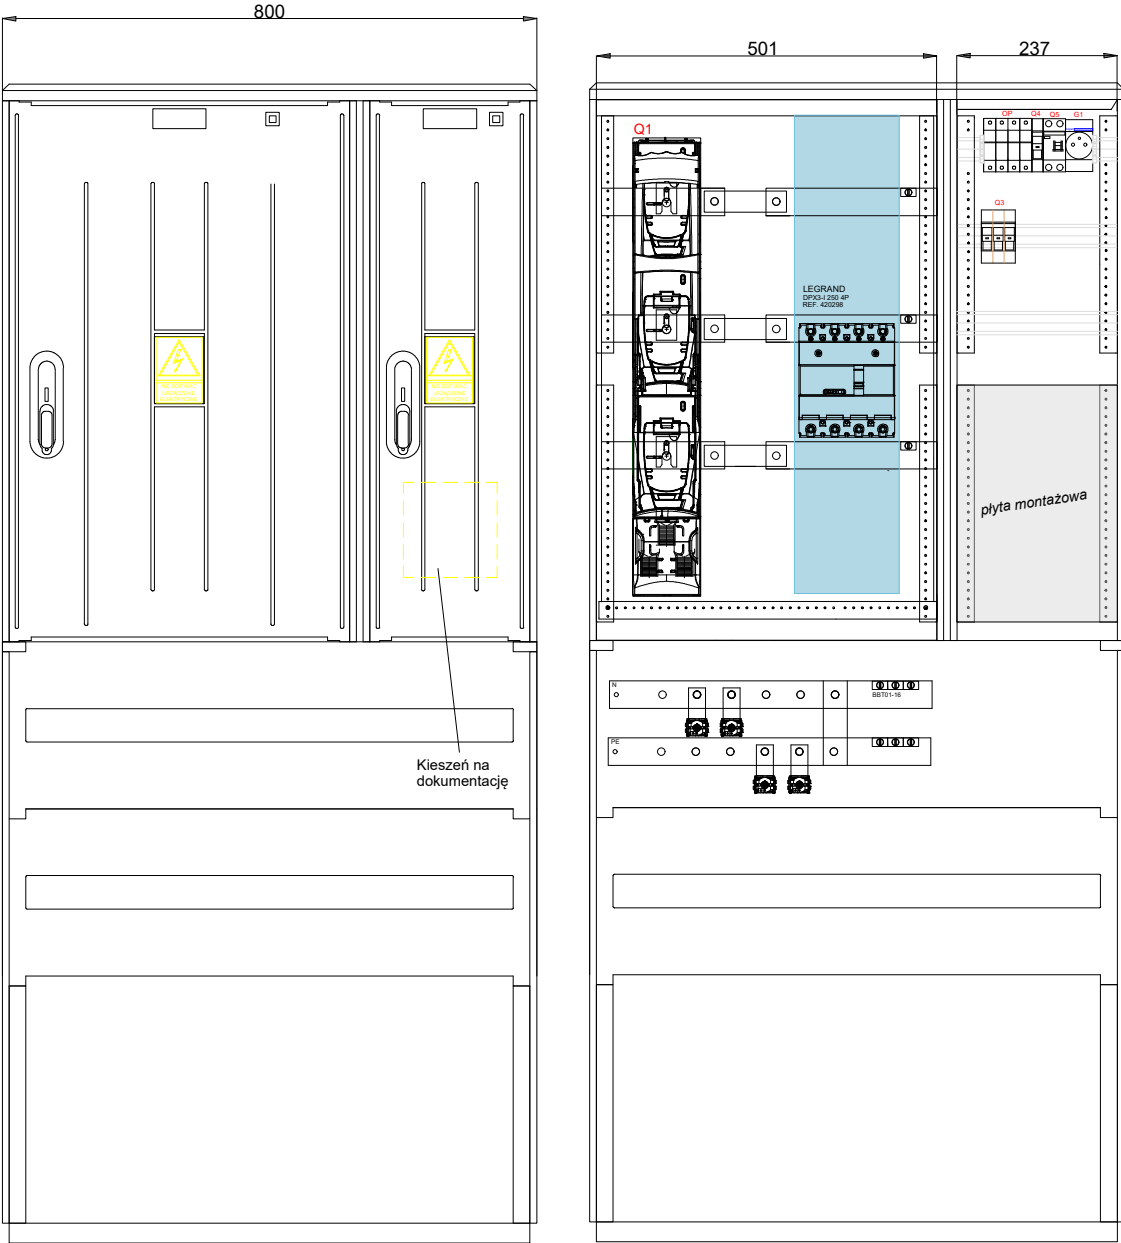 800
501
237
Q1
OP
Q4
Q5
G1
Q3
LEGRAND
DPX3-I 250 4P
REF. 420298
płyta montażowa
N
BBT01-16
PE
Kieszeń na
dokumentację